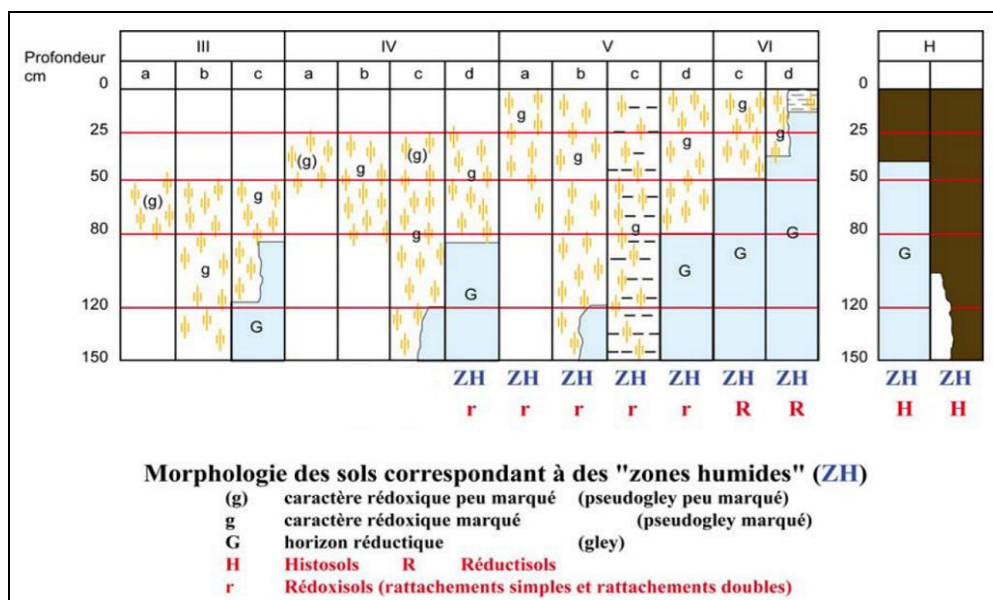 III IV V VI H
Profondeur
cm
a b c a b c d a b c d c d
0 0
g g
(g) (g) g g 25 25
(g) g g g
50 50
(g) g
g
g 80 G G 80
g G G
G
G 120 120
150 150
ZH ZH ZH ZH ZH ZH ZH ZH ZH
r r r r r R R H H
Morphologie des sols correspondant à des "zones humides" (ZH)
(g) caractère rédoxique peu marqué (pseudogley peu marqué)
g caractère rédoxique marqué (pseudogley marqué)
G horizon réductique (gley)
H Histosols R Réductisols
r Rédoxisols (rattachements simples et rattachements doubles)